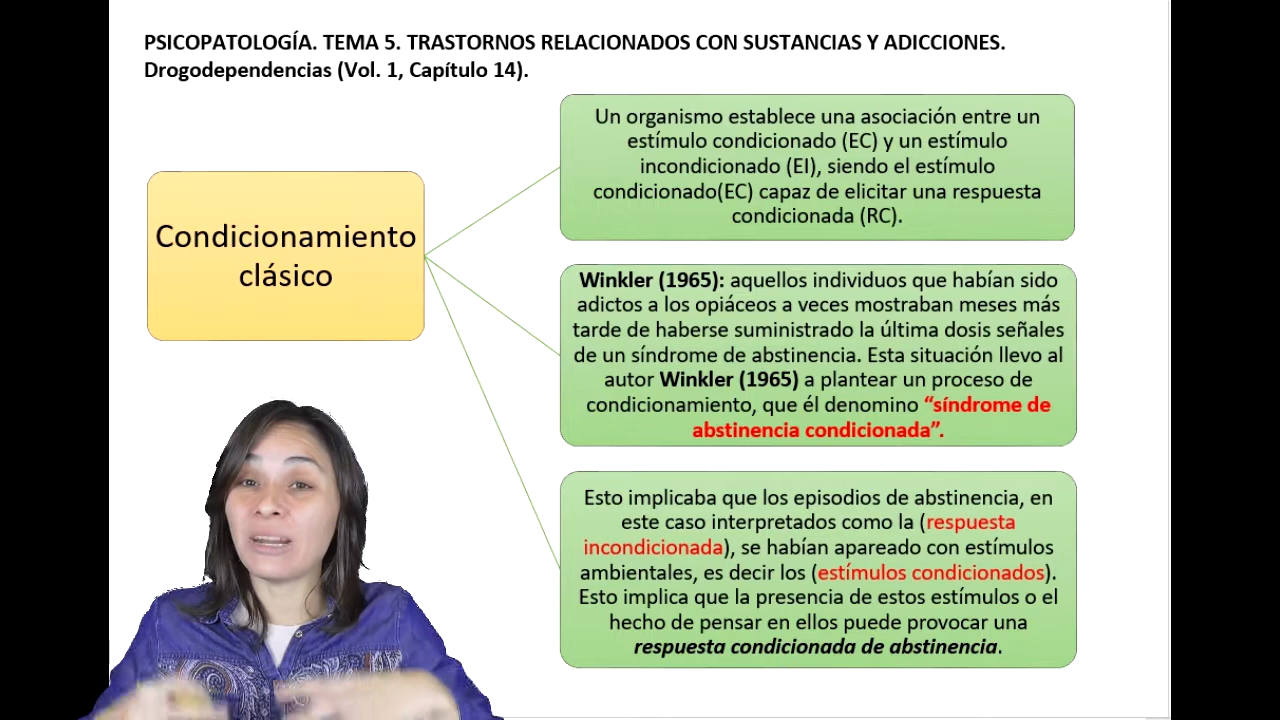 PSICOPATOLOGÍA. TEMA 5. TRASTORNOS RELACIONADOS CON SUSTANCIAS Y ADICCIONES.
Drogodependencias (Vol. 1, Capítulo 14).
Condicionamiento
clásico
Un organismo establece una asociación entre un
estímulo condicionado (EC) y un estímulo
incondicionado (EI), siendo el estímulo
condicionado(EC) capaz de elicitar una respuesta
condicionada (RC).
Winkler (1965): aquellos individuos que habían sido
adictos a los opiáceos a veces mostraban meses más
tarde de haberse suministrado la última dosis señales
de un síndrome de abstinencia. Esta situación llevo al
autor Winkler (1965) a plantear un proceso de
condicionamiento, que él denomino “síndrome de
abstinencia condicionada”.
Esto implicaba que los episodios de abstinencia, en
este caso interpretados como la (respuesta
incondicionada), se habían apareado con estímulos
ambientales, es decir los (estímulos condicionados).
Esto implica que la presencia de estos estímulos o el
hecho de pensar en ellos puede provocar una
respuesta condicionada de abstinencia.